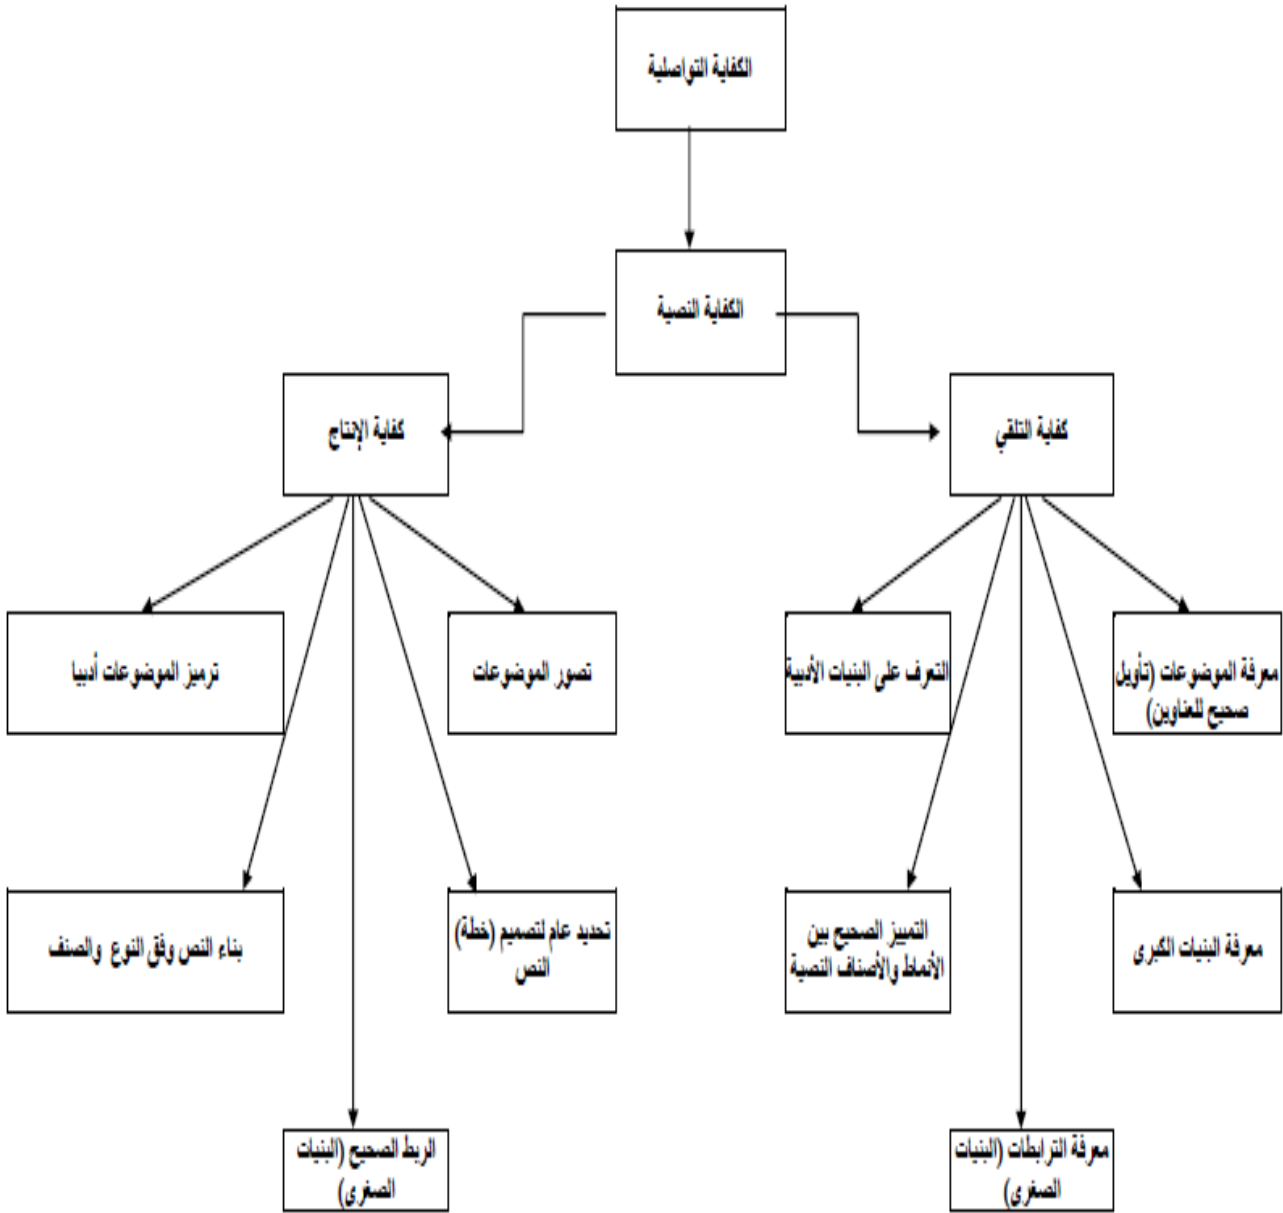 الكفاية التواصلية
الكفاية النصية
كفاية التلقي
كفاية الإنتاج
معرفة الموضوعات (تأويل
صحيح للعناوين)
التعرف على البنيات الأدبية
تصور الموضوعات
ترميز الموضوعات أدبيا
معرفة البنيات الكبرى
التمييز الصحيح بين
الأنماط والأصناف النصية
تحديد عام لتصميم (خطة)
النص
بناء النص وفق النوع والصنف
معرفة الترابطات (البنيات
الصغرى)
الربط الصحيح (البنيات
الصغرى)